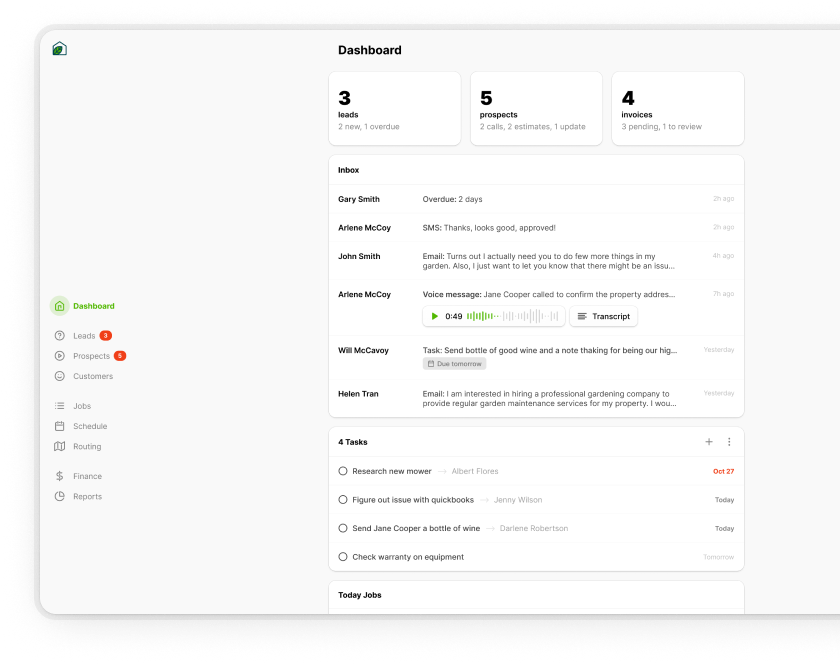 Dashboard
3
leads
2 new, 1 overdue
5
prospects
2 calls, 2 estimates, 1 update
4
invoices
3 pending, 1 to review
Inbox
Gary Smith
Overdue: 2 days
2h ago
Arlene McCoy
SMS: Thanks, looks good, approved!
2h ago
John Smith
Email: Turns out I actually need you to do few more things in my
garden. Also, I just want to let you know that there might be an issu...
4h ago
Arlene McCoy
Voice message: Jane Cooper called to confirm the property addres...
7h ago
0:49
Transcript
Will McCavoy
Task: Send bottle of good wine and a note thaking for being our hig...
Yesterday
Due tomorrow
Helen Tran
Email: I am interested in hiring a professional gardening company to
provide regular garden maintenance services for my property. I wou...
Yesterday
4 Tasks
Research new mower → Albert Flores
Oct 27
Figure out issue with quickbooks → Jenny Wilson
Today
Send Jane Cooper a bottle of wine → Darlene Robertson
Today
Check warranty on equipment
Tomorrow
Today Jobs
Dashboard
Leads 3
Prospects 5
Customers
Jobs
Schedule
Routing
Finance
Reports